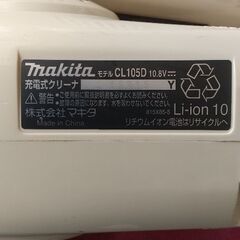 makita モデル CL105D 10.8V
充電式クリーナ
Y
⚠警告
株式会社マキタ
Made in China
815X85-5
Li-ion 10
リチウムイオン電池はリサイクルへ